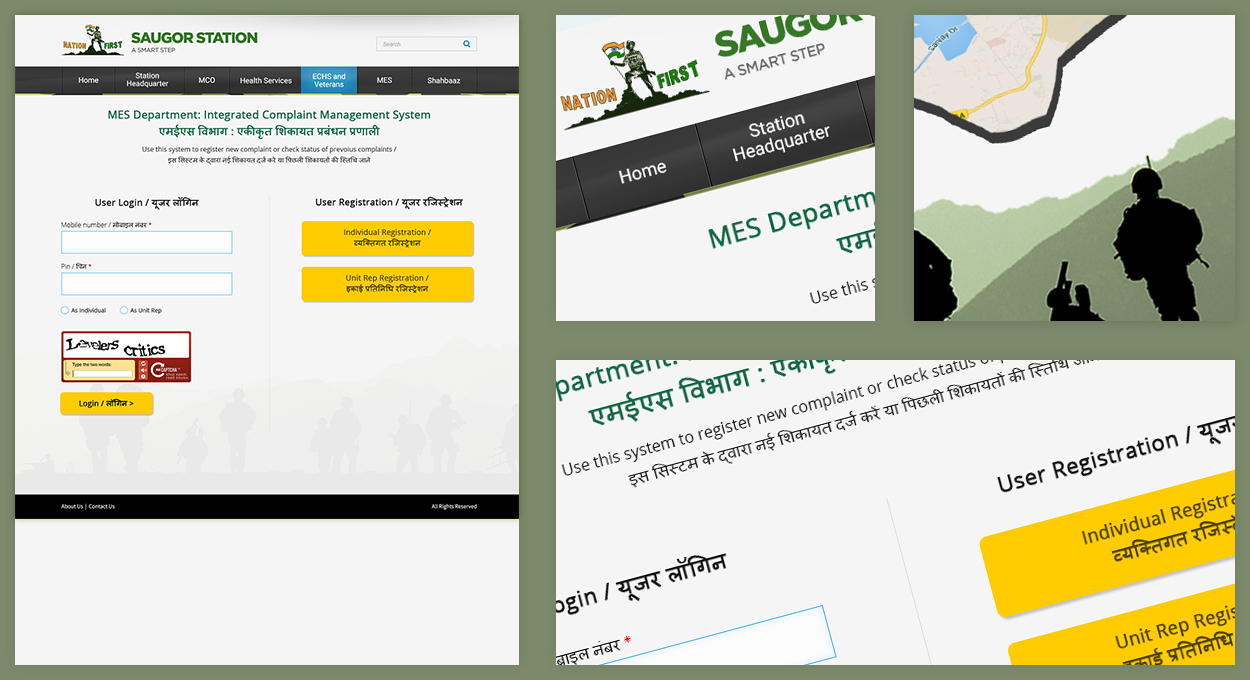 NATION FIRST
SAUGOR STATION
A SMART STEP
Search
Home
Station
Headquarter
MCO
Health Services
ECHS and
Veterans
MES
Shahbaaz
MES Department: Integrated Complaint Management System
एमईएस विभाग : एकीकृत शिकायत प्रबंधन प्रणाली
Use this system to register new complaint or check status of prevoius complaints /
इस सिस्टम के द्वारा नई शिकायत दर्ज करें या पिछली शिकायतों की स्तिथि जाने
User Login / यूजर लॉगिन
Mobile number / मोबाइल नंबर *
Pin / पिन *
As Individual
As Unit Rep
Levelers critics
Type the two words:
Login / लॉगिन >
User Registration / यूजर रजिस्ट्रेशन
Individual Registration /
व्यक्तिगत रजिस्ट्रेशन
Unit Rep Registration /
इकाई प्रतिनिधि रजिस्ट्रेशन
About Us | Contact Us
All Rights Reserved
NATION FIRST
SAUGOR
A SMART STEP
Home
Station
Headquarter
MES Departm
एमई
Use this s
Sanjay Dr
partment:
एमईएस विभाग : एकीकृ
Use this system to register new complaint or check status of
इस सिस्टम के द्वारा नई शिकायत दर्ज करें या पिछली शिकायतों की स्तिथि
ogin / यूजर लॉगिन
बाइल नंबर *
User Registration / यूज
Individual Registra
व्यक्तिगत रजिस्ट्रे
Unit Rep Regis
इकाई प्रतिनिधि